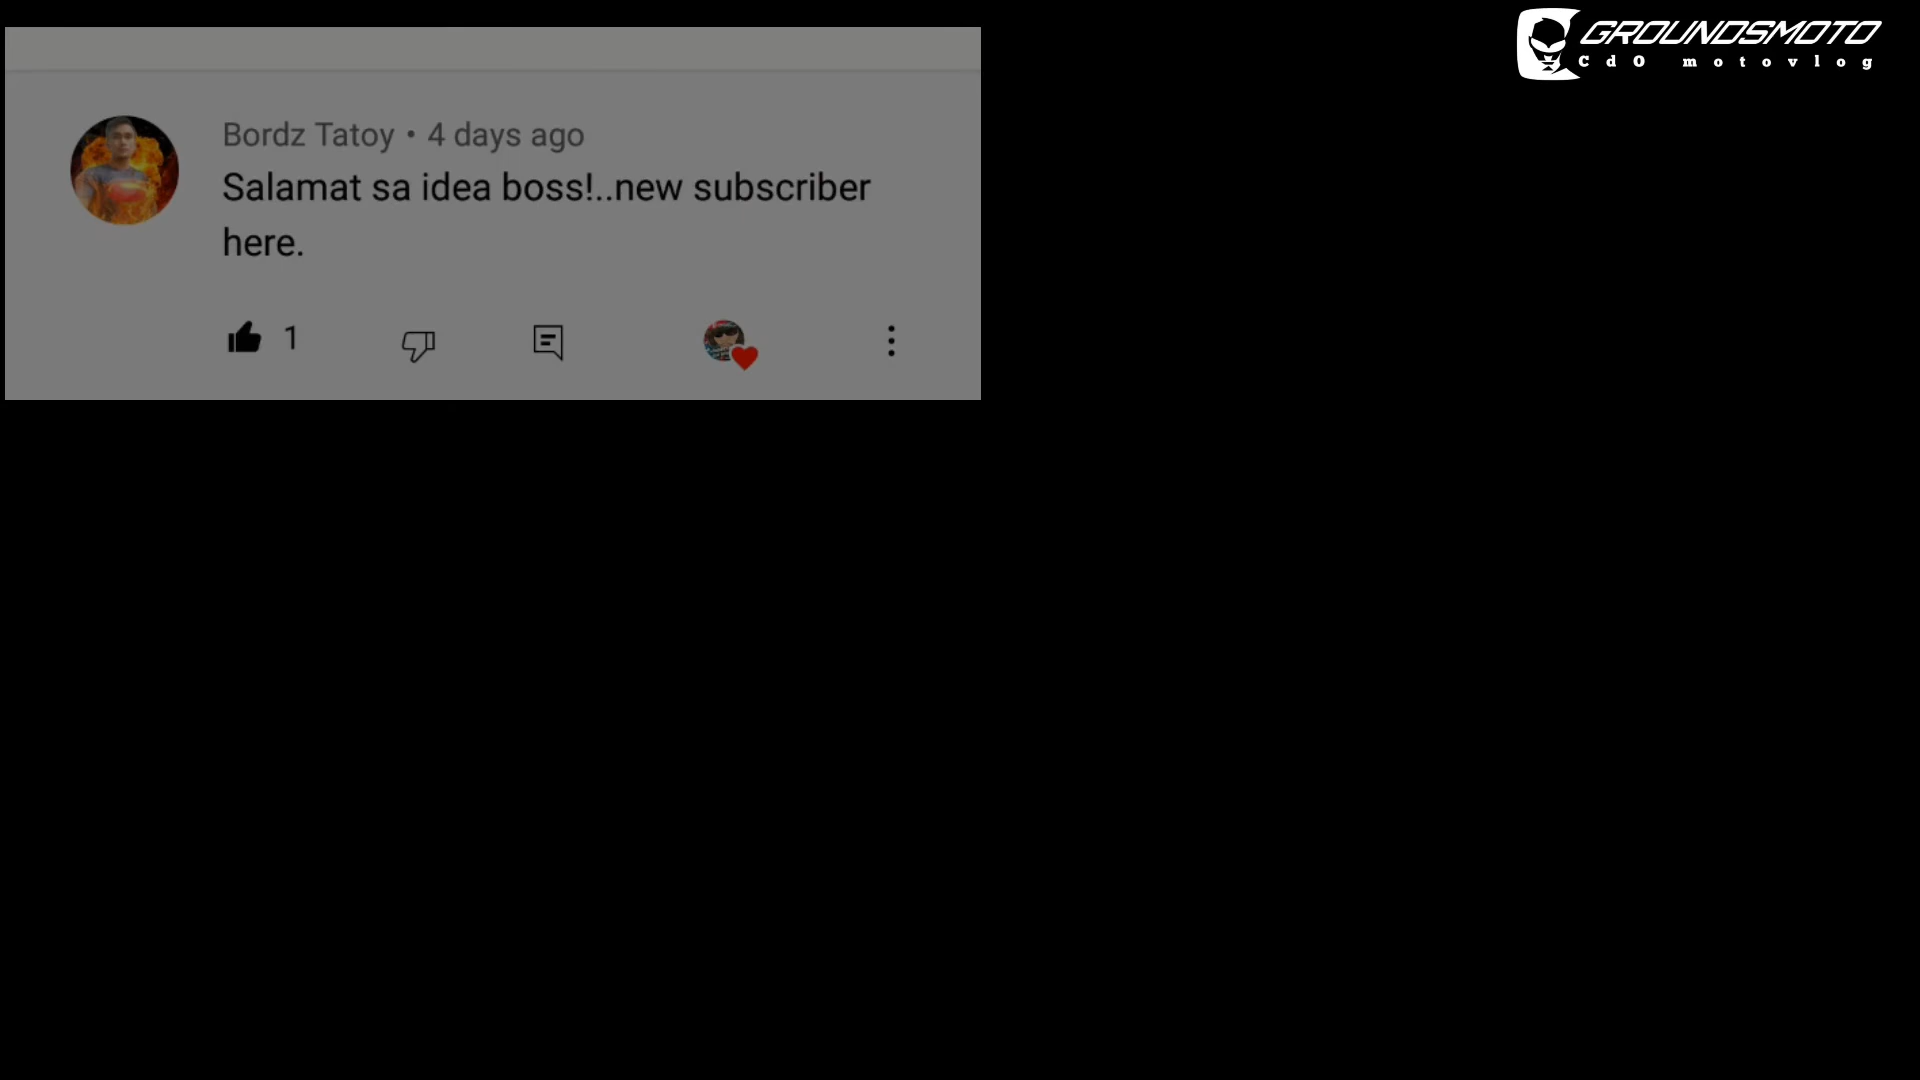 GROUNDSMOTO
CdO motovlog
Bordz Tatoy • 4 days ago
Salamat sa idea boss!..new subscriber
here.
1